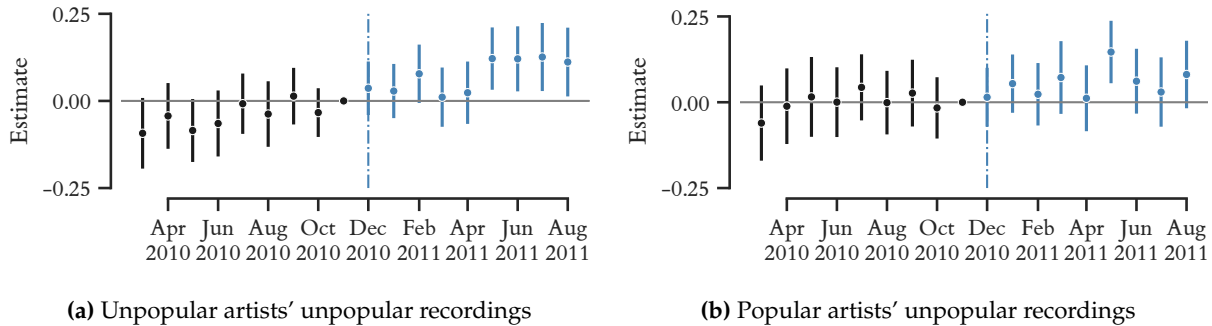 0.25
0.00
−0.25
Estimate
Apr 2010 Jun 2010 Aug 2010 Oct 2010 Dec 2010 Feb 2011 Apr 2011 Jun 2011 Aug 2011
(a) Unpopular artists’ unpopular recordings
0.25
0.00
−0.25
Estimate
Apr 2010 Jun 2010 Aug 2010 Oct 2010 Dec 2010 Feb 2011 Apr 2011 Jun 2011 Aug 2011
(b) Popular artists’ unpopular recordings